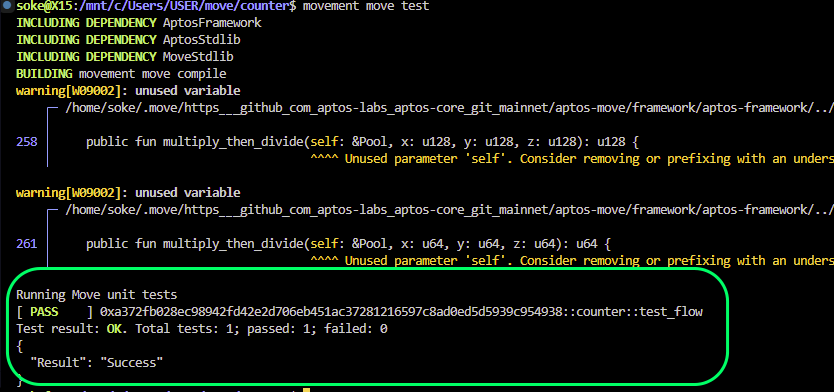 soke@X15:/mnt/c/Users/USER/move/counter$ movement move test
INCLUDING DEPENDENCY AptosFramework
INCLUDING DEPENDENCY AptosStdlib
INCLUDING DEPENDENCY MoveStdlib
BUILDING movement move compile
warning[W09002]: unused variable
/home/soke/.move/https___github_com_aptos-labs_aptos-core_git_mainnet/aptos-move/framework/aptos-framework/../
258 public fun multiply_then_divide(self: &Pool, x: u128, y: u128, z: u128): u128 {
^^^^ Unused parameter 'self'. Consider removing or prefixing with an unders
warning[W09002]: unused variable
/home/soke/.move/https___github_com_aptos-labs_aptos-core_git_mainnet/aptos-move/framework/aptos-framework/../
261 public fun multiply_then_divide(self: &Pool, x: u64, y: u64, z: u64): u64 {
^^^^ Unused parameter 'self'. Consider removing or prefixing with an unders
Running Move unit tests
[ PASS    ] 0xa372fb028ec98942fd42e2d706eb451ac37281216597c8ad0ed5d5939c954938::counter::test_flow
Test result: OK. Total tests: 1; passed: 1; failed: 0
{
"Result": "Success"
}